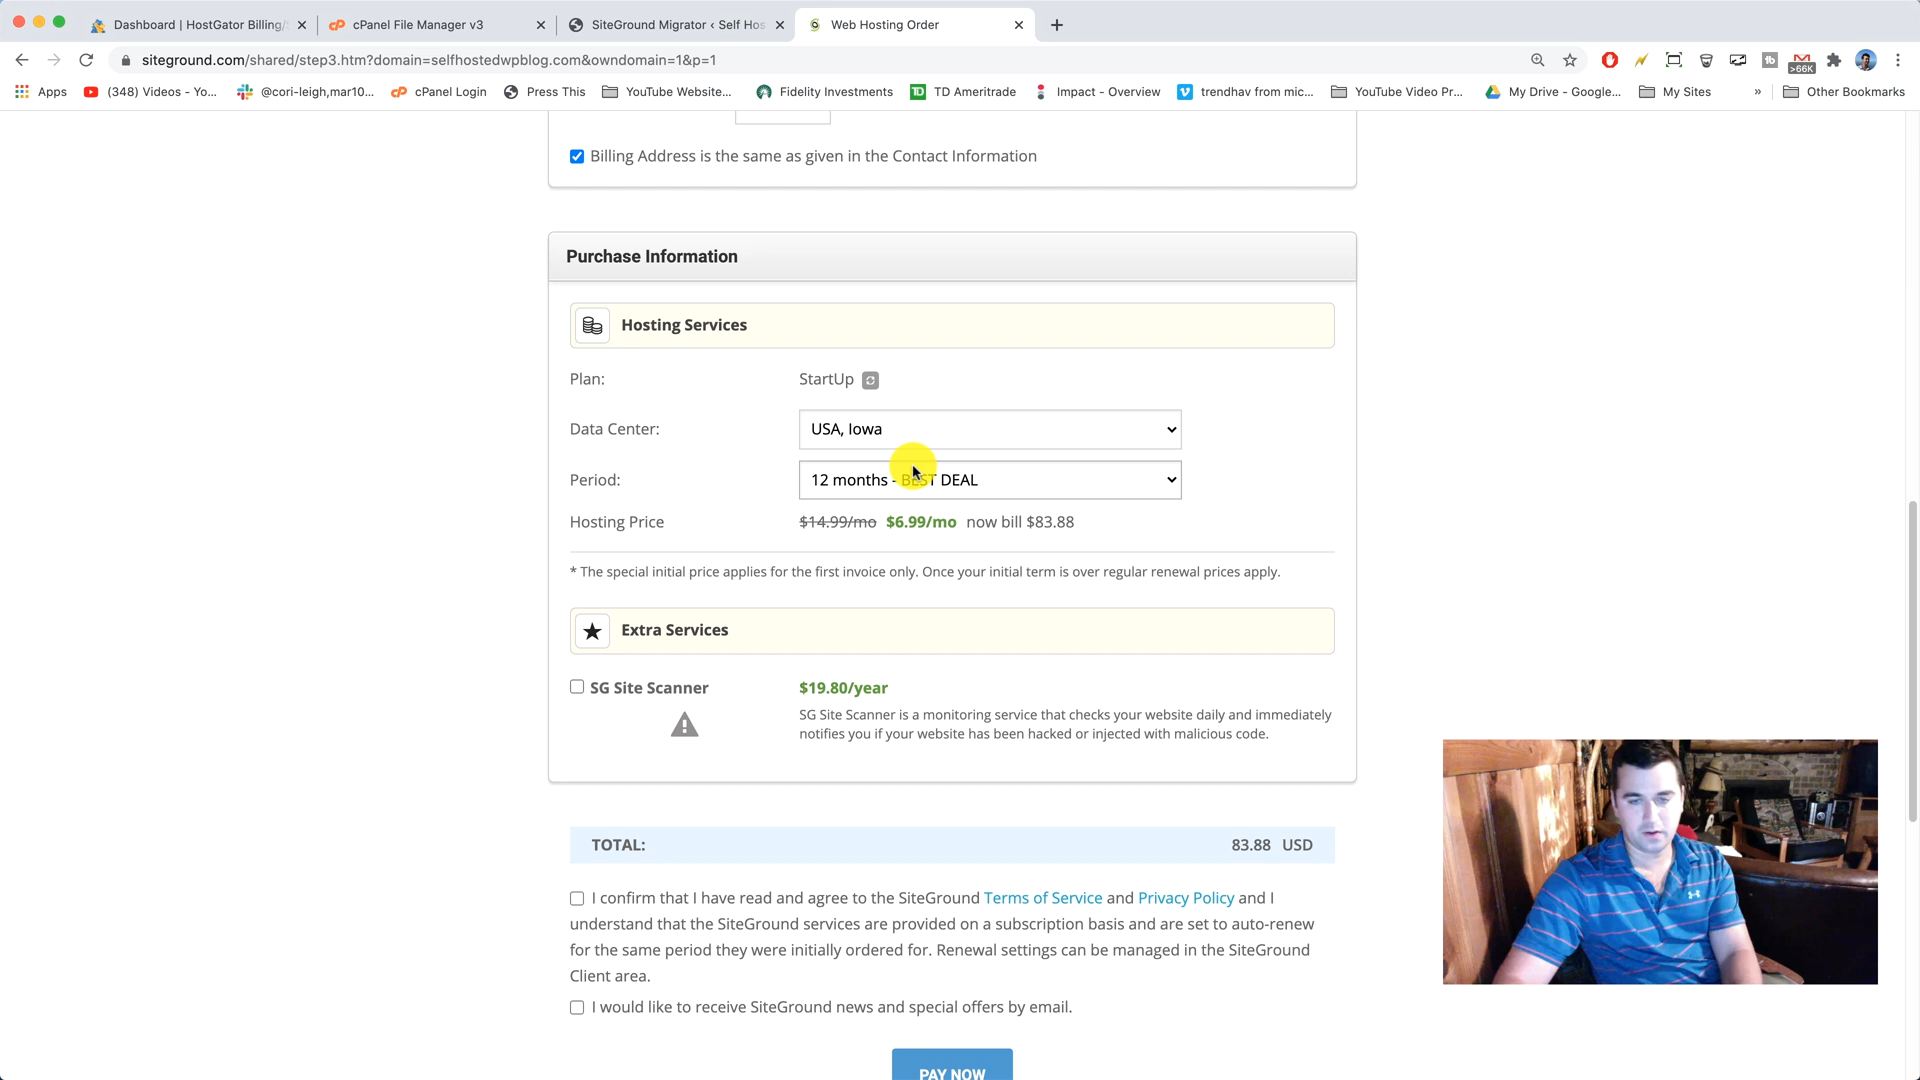 Dashboard | HostGator Billing/
cPanel File Manager v3
SiteGround Migrator ‹ Self Hos
Web Hosting Order
siteground.com/shared/step3.htm?domain=selfhostedwpblog.com&owndomain=1&p=1
>66K
Apps
(348) Videos - Yo...
@cori-leigh,mar10...
cP cPanel Login
Press This
YouTube Website...
Fidelity Investments
TD TD Ameritrade
Impact - Overview
trendhav from mic...
YouTube Video Pr...
My Drive - Google...
My Sites
»
Other Bookmarks
Billing Address is the same as given in the Contact Information
Purchase Information
Hosting Services
Plan: StartUp
Data Center: USA, Iowa
Period: 12 months - BEST DEAL
Hosting Price $14.99/mo $6.99/mo now bill $83.88
* The special initial price applies for the first invoice only. Once your initial term is over regular renewal prices apply.
Extra Services
SG Site Scanner $19.80/year
SG Site Scanner is a monitoring service that checks your website daily and immediately
notifies you if your website has been hacked or injected with malicious code.
TOTAL: 83.88 USD
I confirm that I have read and agree to the SiteGround Terms of Service and Privacy Policy and I
understand that the SiteGround services are provided on a subscription basis and are set to auto-renew
for the same period they were initially ordered for. Renewal settings can be managed in the SiteGround
Client area.
I would like to receive SiteGround news and special offers by email.
PAY NOW